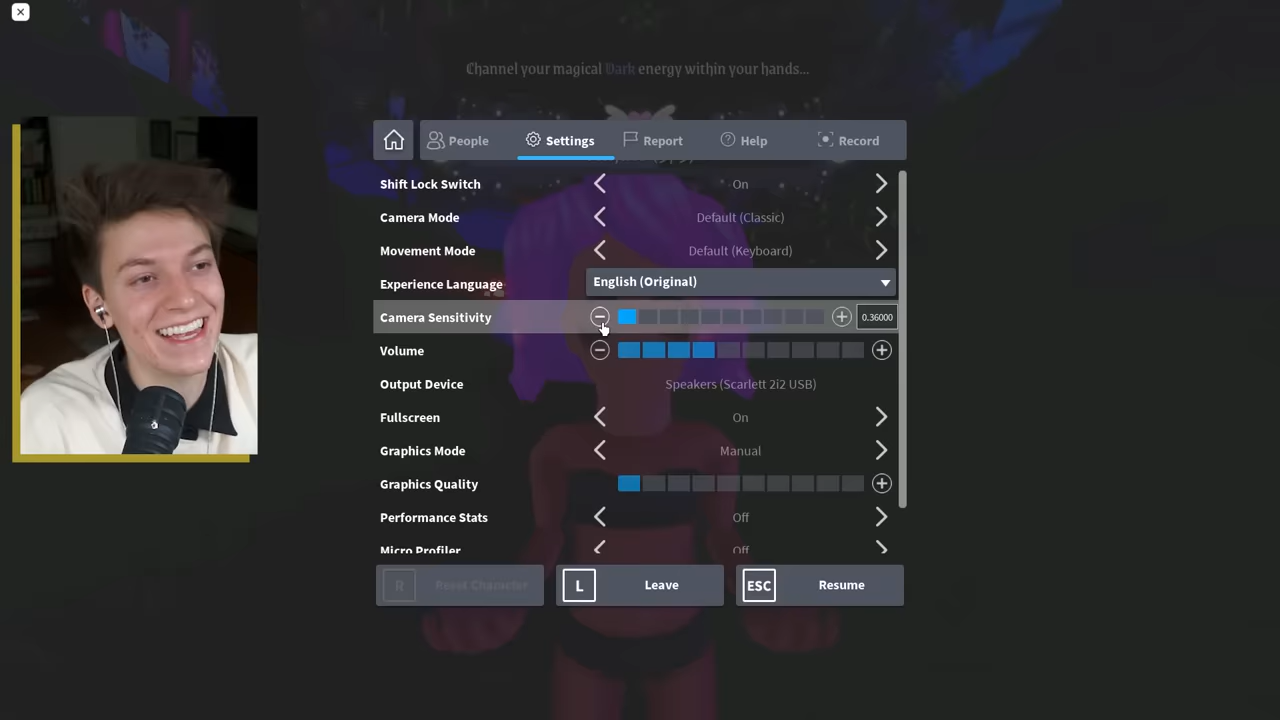 Channel your magical Dark energy within your hands...
People
Settings
Report
Help
Record
Shift Lock Switch
On
Camera Mode
Default (Classic)
Movement Mode
Default (Keyboard)
Experience Language
English (Original)
Camera Sensitivity
0.36000
Volume
Output Device
Speakers (Scarlett 2i2 USB)
Fullscreen
On
Graphics Mode
Manual
Graphics Quality
Performance Stats
Off
Micro Profiler
Off
R
Reset Character
L
Leave
ESC
Resume